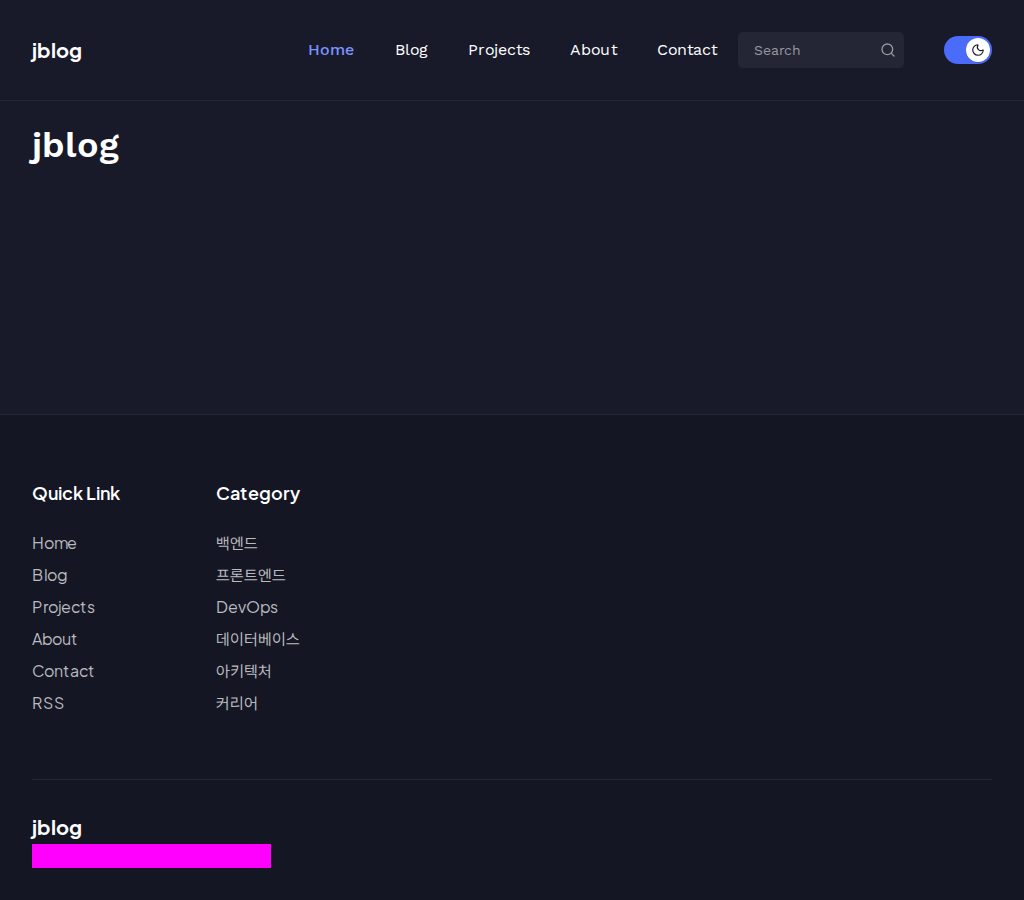 jblog
Home
Blog
Projects
About
Contact
Search
jblog
Quick Link
Home
Blog
Projects
About
Contact
RSS
Category
백엔드
프론트엔드
DevOps
데이터베이스
아키텍처
커리어
jblog